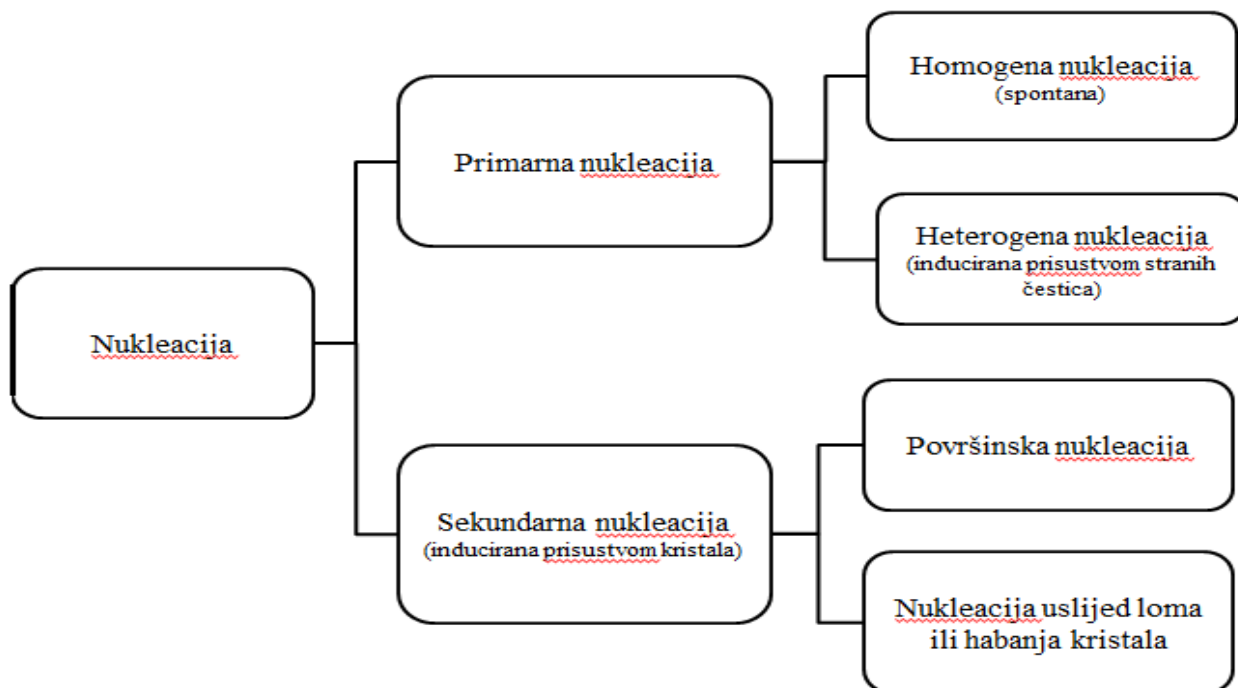 Nukleacija
Primarna nukleacija
Homogena nukleacija
(spontana)
Heterogena nukleacija
(inducirana prisustvom stranih
čestica)
Sekundarna nukleacija
(inducirana prisustvom kristala)
Površinska nukleacija
Nukleacija uslijed loma
ili habanja kristala